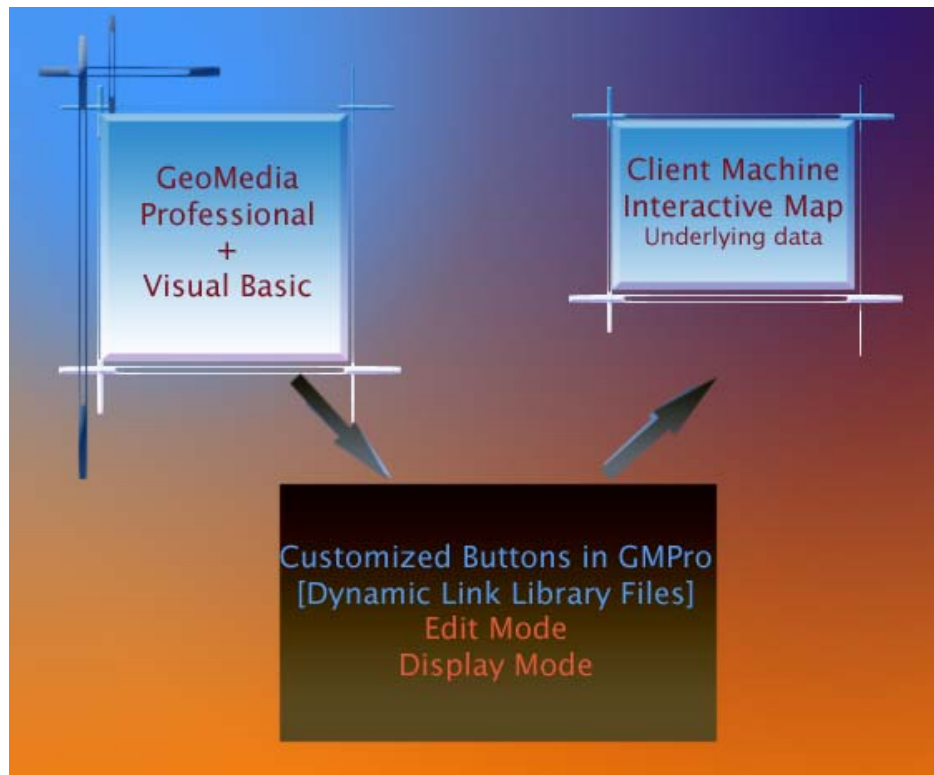 GeoMedia
Professional
+
Visual Basic
Client Machine
Interactive Map
Underlying data
Customized Buttons in GMPro
[Dynamic Link Library Files]
Edit Mode
Display Mode